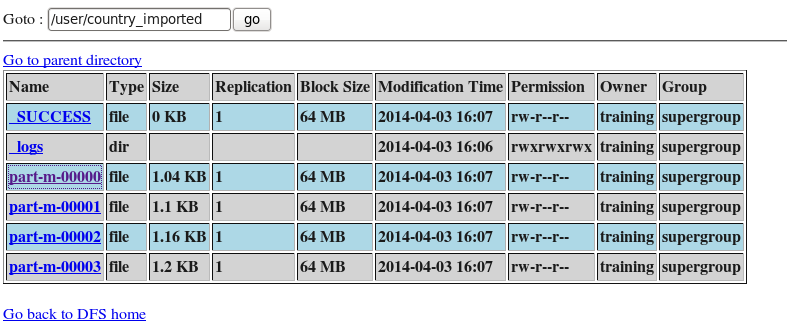 Goto : /user/country_imported go
Go to parent directory
Name Type Size Replication Block Size Modification Time Permission Owner Group
_SUCCESS file 0 KB 1 64 MB 2014-04-03 16:07 rw-r--r-- training supergroup
_logs dir 2014-04-03 16:06 rwxrwxrwx training supergroup
part-m-00000 file 1.04 KB 1 64 MB 2014-04-03 16:07 rw-r--r-- training supergroup
part-m-00001 file 1.1 KB 1 64 MB 2014-04-03 16:07 rw-r--r-- training supergroup
part-m-00002 file 1.16 KB 1 64 MB 2014-04-03 16:07 rw-r--r-- training supergroup
part-m-00003 file 1.2 KB 1 64 MB 2014-04-03 16:07 rw-r--r-- training supergroup
Go back to DFS home